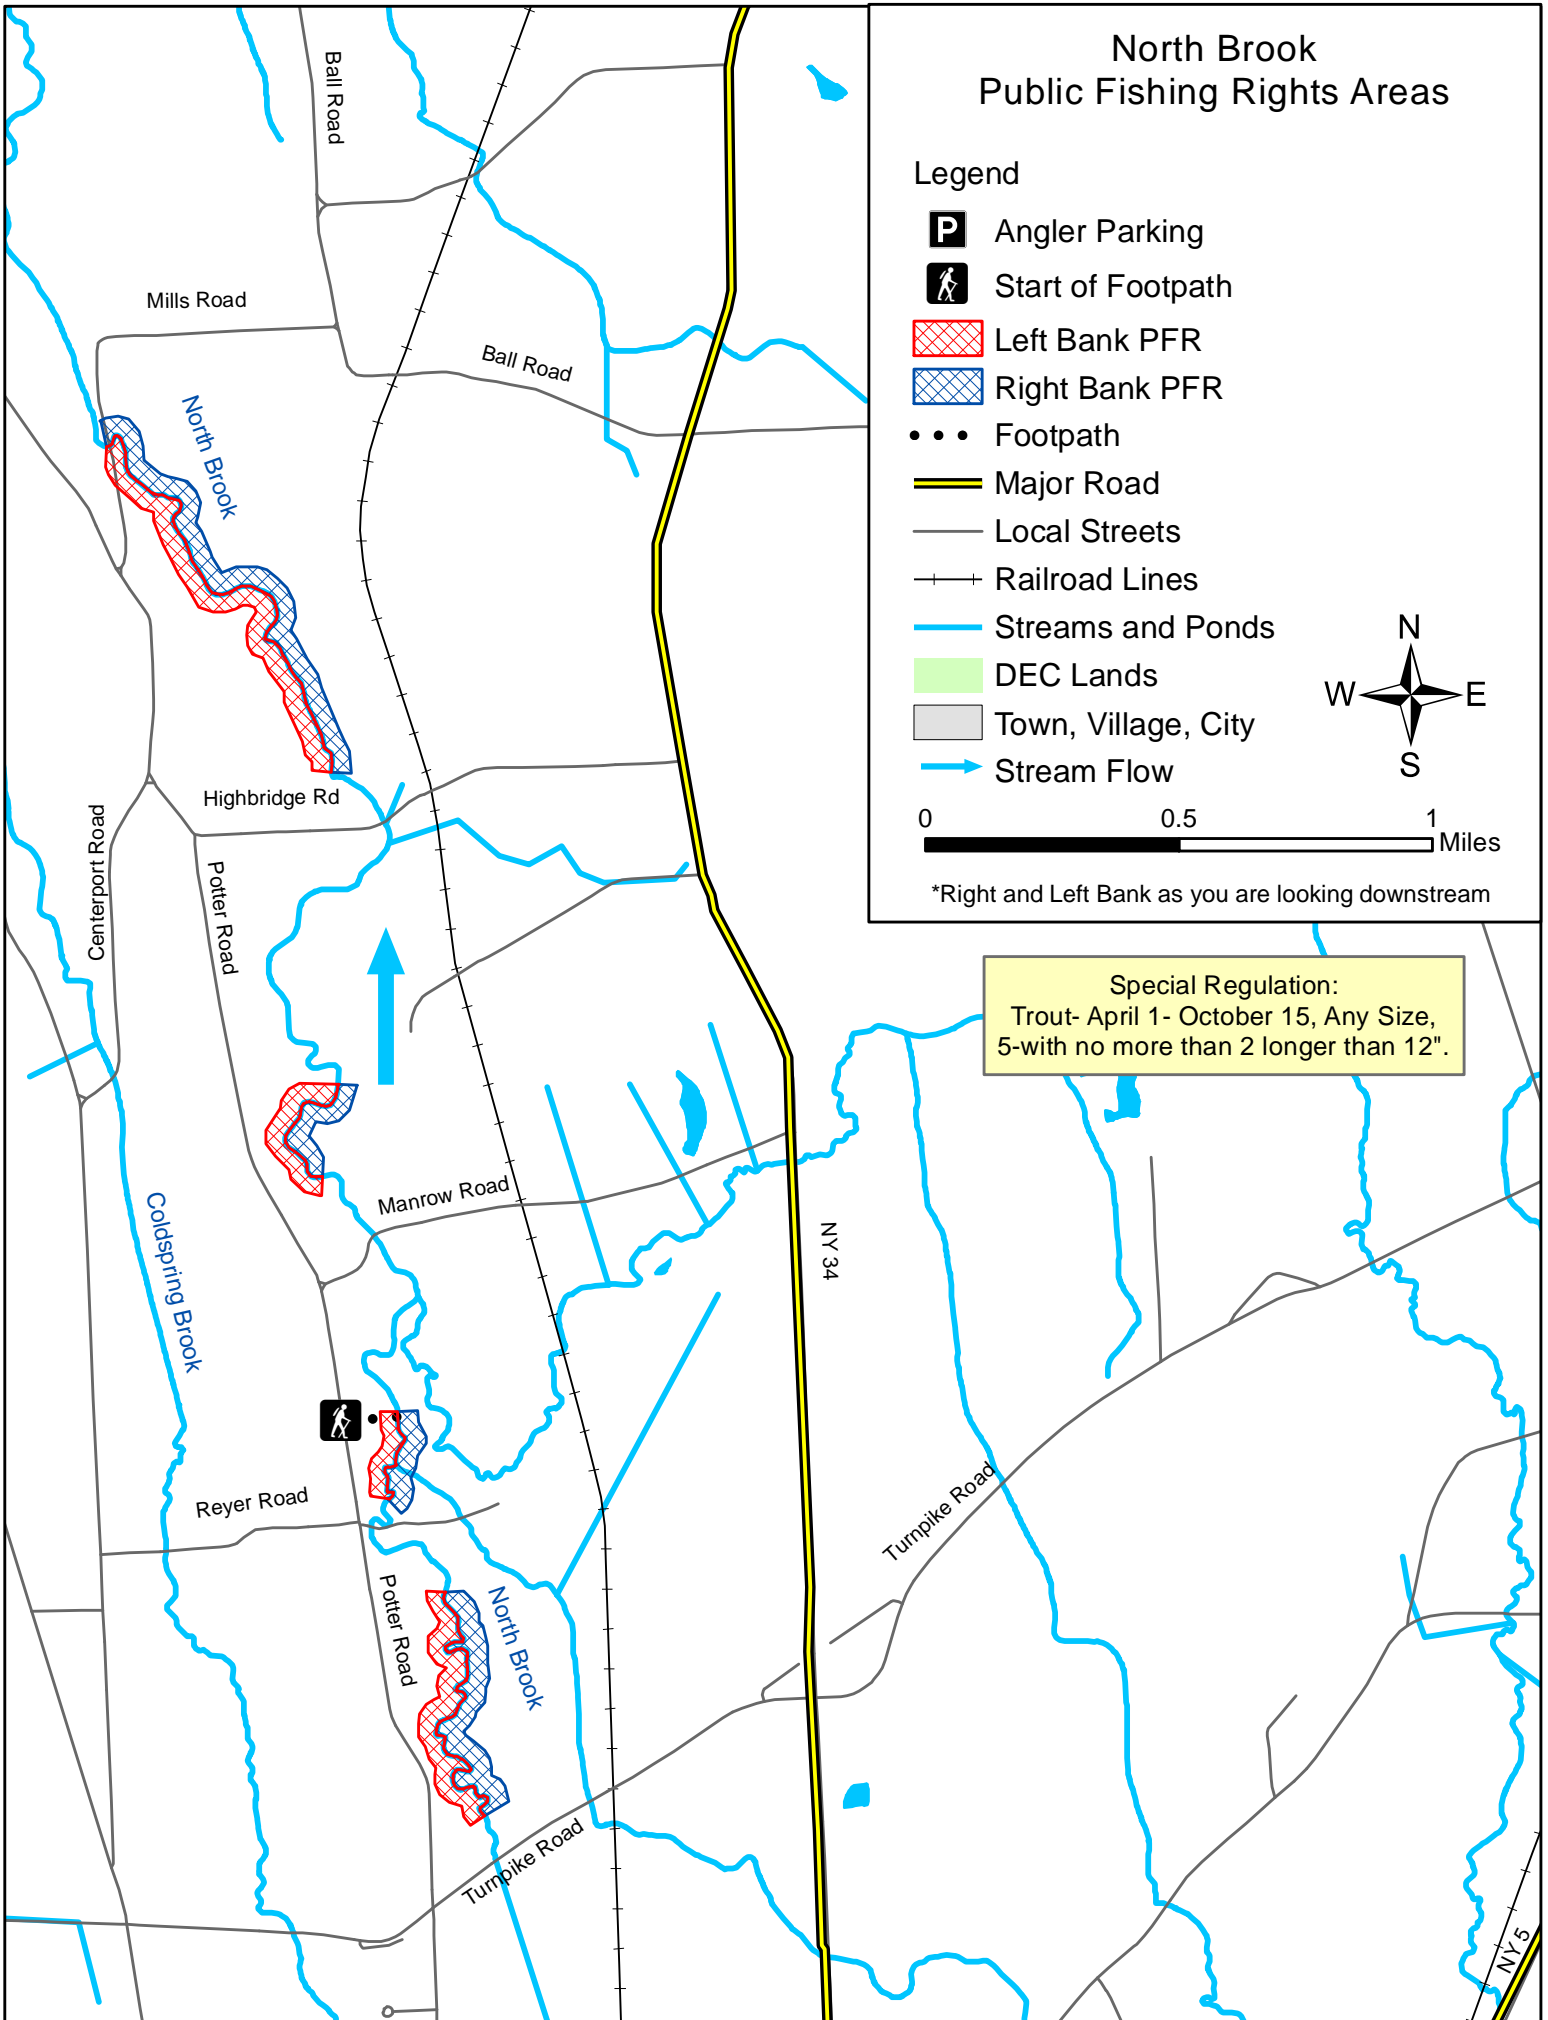 North Brook
Public Fishing Rights Areas
Legend
P Angler Parking
Start of Footpath
Left Bank PFR
Right Bank PFR
Footpath
Major Road
Local Streets
Railroad Lines
Streams and Ponds
DEC Lands
Town, Village, City
Stream Flow
N
W E
S
0 0.5 1
Miles
*Right and Left Bank as you are looking downstream
Special Regulation:
Trout- April 1- October 15, Any Size,
5-with no more than 2 longer than 12".
Ball Road
Mills Road
Ball Road
North Brook
Highbridge Rd
Centerport Road
Potter Road
Manrow Road
Coldspring Brook
NY 34
Reyer Road
Turnpike Road
Potter Road
North Brook
Turnpike Road
NY 5